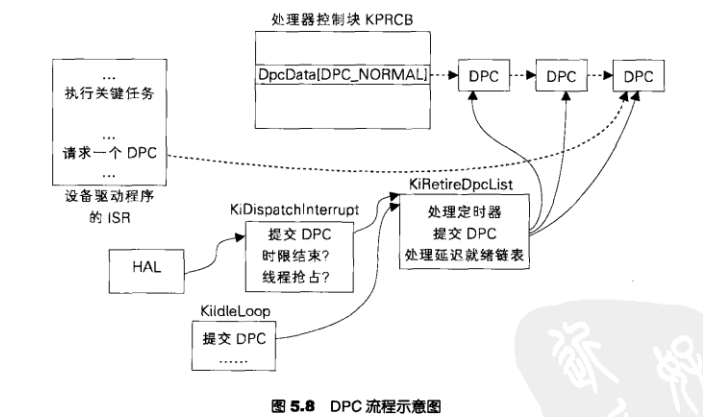 处理器控制块 KPRCB
DpcData[DPC_NORMAL]
DPC
DPC
DPC
...
执行关键任务
...
请求一个 DPC
...
设备驱动程序
的 ISR
KiRetireDpcList
处理定时器
提交 DPC
处理延迟就绪链表
KiDispatchInterrupt
提交 DPC
时限结束?
线程抢占?
HAL
KiIdleLoop
提交 DPC
......
图 5.8 DPC 流程示意图